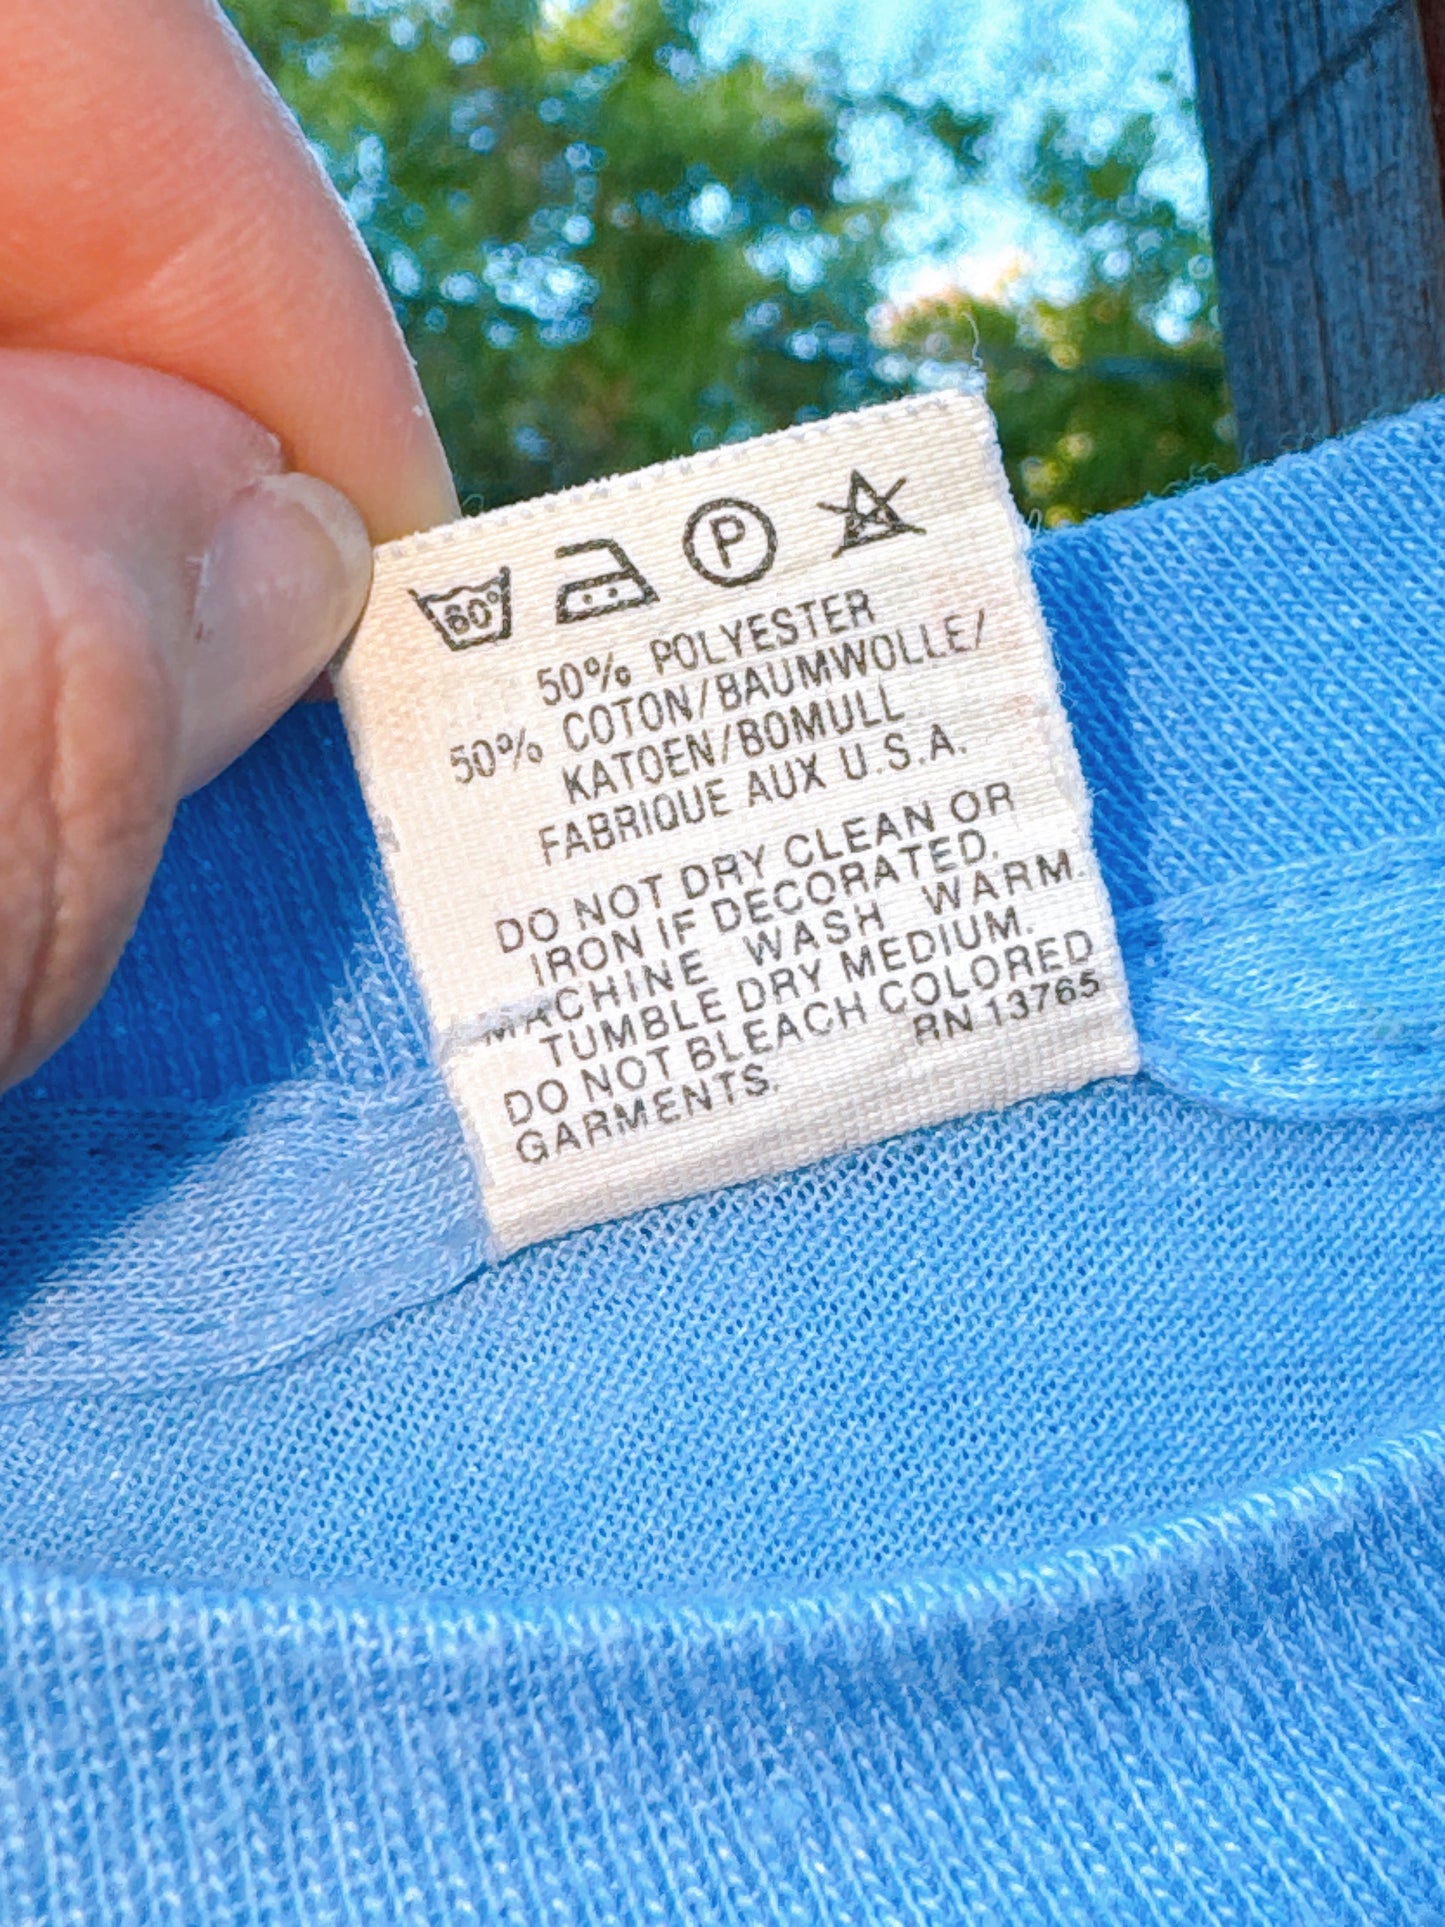 60°
P
50% POLYESTER
50% COTON/BAUMWOLLE/
KATOEN/BOMULL
FABRIQUE AUX U.S.A.
DO NOT DRY CLEAN OR
IRON IF DECORATED.
MACHINE WASH WARM.
TUMBLE DRY MEDIUM.
DO NOT BLEACH COLORED
GARMENTS.
RN 13765